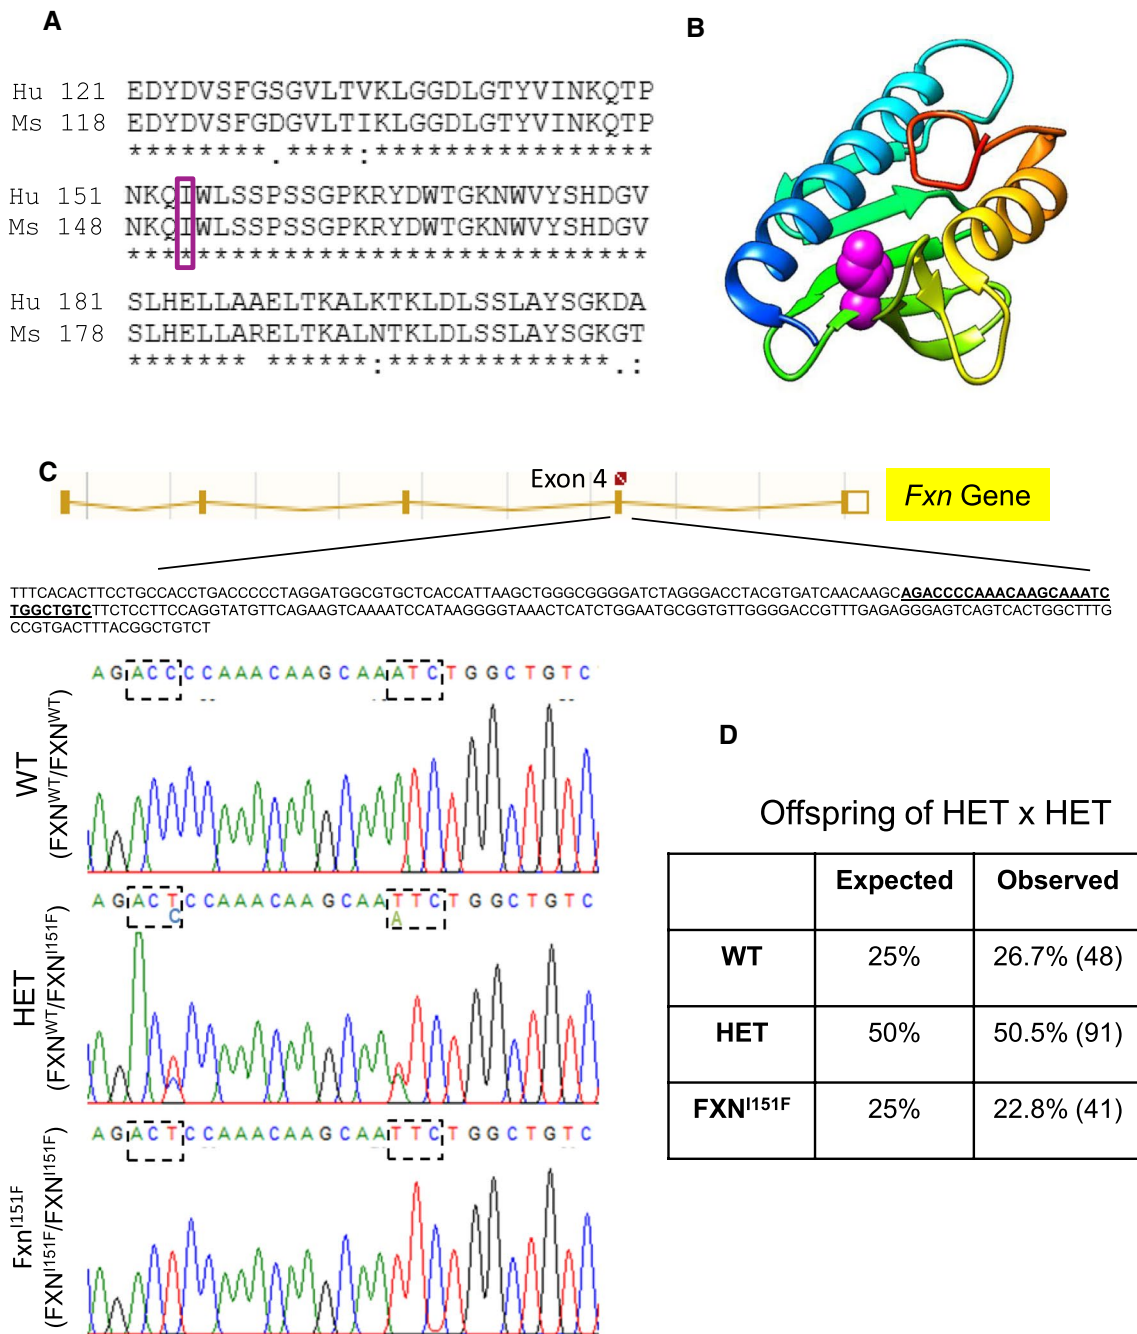 A
Hu 121 EDYDVSFGSGVLTVKLGGDLGTYVINKQTP
Ms 118 EDYDVSFGDGVLTIKLGGDLGTYVINKQTP
********.****:****************
Hu 151 NKQIWLSSPSSGPKRYDWTGKNWVYSHDGV
Ms 148 NKQIWLSSPSSGPKRYDWTGKNWVYSHDGV
******************************
Hu 181 SLHELLAAELTKALKTKLDLSSLAYSGKDA
Ms 178 SLHELLARELTKALNTKLDLSSLAYSGKGT
******* ******:*************.:
B
C
Exon 4
Fxn Gene
TTTCACACTTCCTGCCACCTGACCCCCTAGGATGGCGTGCTCACCATTAAGCTGGGCGGGGATCTAGGGACCTACGTGATCAACAAGCAGACCCCAAACAAGCAAATC
TGGCTGTCTTCTCCTTCCAGGTATGTTCAGAAGTCAAAATCCATAAGGGGTAAACTCATCTGGAATGCGGTGTTGGGGACCGTTTGAGAGGGAGTCAGTCACTGGCTTTG
CCGTGACTTTACGGCTGTCT
WT
(FXNWT/FXNWT)
AGACCCCAAACAAGCAAATCTGGCTGTC
HET
(FXNWT/FXNI151F)
AGACTCCAAACAAGCAATTCTGGCTGTC
C
A
FxnI151F
(FXNI151F/FXNI151F)
AGACTCCAAACAAGCAATTCTGGCTGTC
D
Offspring of HET x HET
Expected Observed
WT 25% 26.7% (48)
HET 50% 50.5% (91)
FXNI151F 25% 22.8% (41)